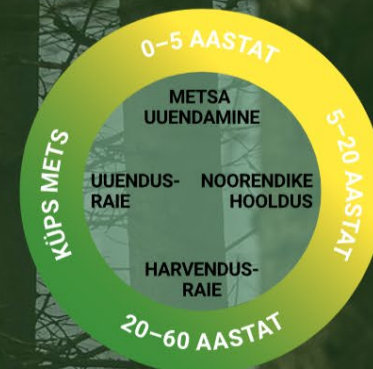 0–5 AASTAT
METSA
UUENDAMINE
5–20 AASTAT
NOORENDIKE
HOOLDUS
20–60 AASTAT
HARVENDUS-
RAIE
KÜPS METS
UUENDUS-
RAIE